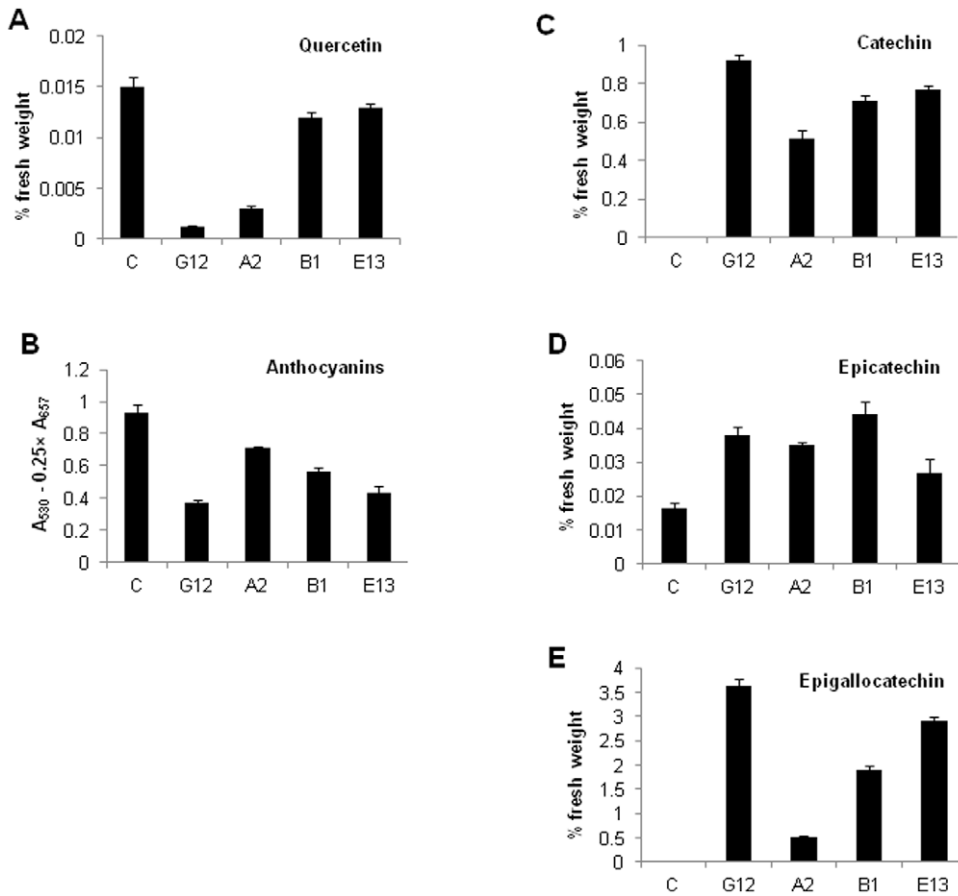 A
Quercetin
% fresh weight
0.02
0.015
0.01
0.005
0
C G12 A2 B1 E13
B
Anthocyanins
A530 - 0.25× A657
1.2
1
0.8
0.6
0.4
0.2
0
C G12 A2 B1 E13
C
Catechin
% fresh weight
1
0.8
0.6
0.4
0.2
0
C G12 A2 B1 E13
D
Epicatechin
% fresh weight
0.06
0.05
0.04
0.03
0.02
0.01
0
C G12 A2 B1 E13
E
Epigallocatechin
% fresh weight
4
3.5
3
2.5
2
1.5
1
0.5
0
C G12 A2 B1 E13